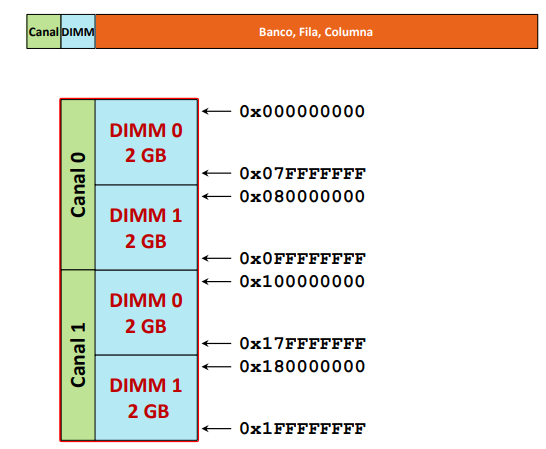 Canal DIMM Banco, Fila, Columna
Canal 0
DIMM 0
2 GB
0x000000000
0x07FFFFFFF
DIMM 1
2 GB
0x080000000
0x0FFFFFFFF
Canal 1
DIMM 0
2 GB
0x100000000
0x17FFFFFFF
DIMM 1
2 GB
0x180000000
0x1FFFFFFFF